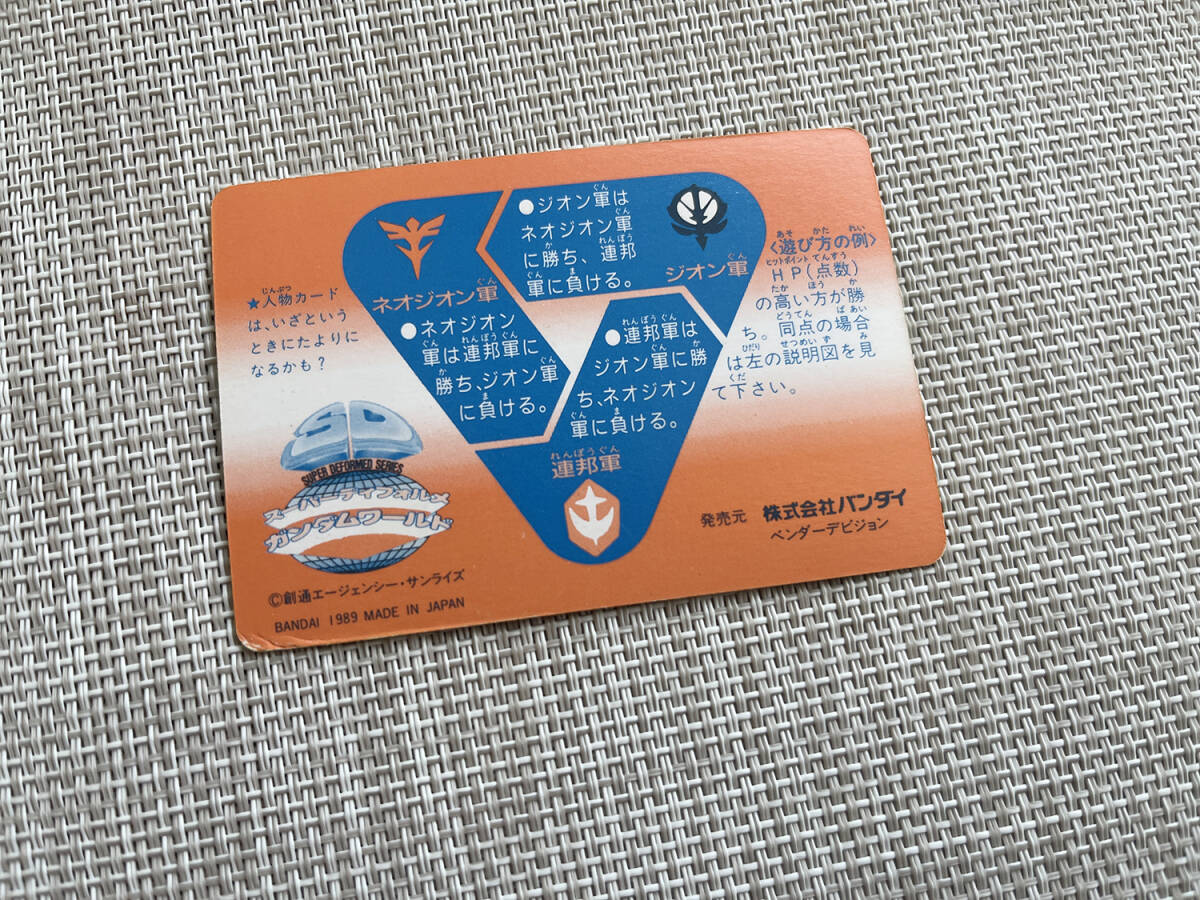 ●ジオン軍は
ネオジオン軍
に勝ち、連邦
軍に負ける。
ジオン軍
ネオジオン軍
●ネオジオン
軍は連邦軍に
勝ち、ジオン軍
に負ける。
●連邦軍は
ジオン軍に勝
ち、ネオジオン
軍に負ける。
連邦軍
★人物カード
は、いざという
ときにたよりに
なるかも?
〈遊び方の例〉
HP(点数)
の高い方が勝
ち。同点の場合
は左の説明図を見
て下さい。
SD
SUPER DEFORMED SERIES
スーパーディフォルメ
ガンダムワールド
©創通エージェンシー・サンライズ
BANDAI 1989 MADE IN JAPAN
発売元 株式会社バンダイ
ベンダーデビジョン